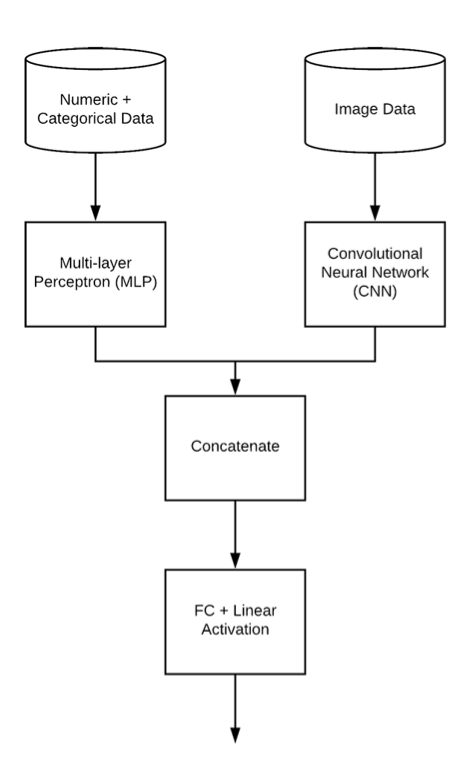 Numeric +
Categorical Data
Image Data
Multi-layer
Perceptron (MLP)
Convolutional
Neural Network
(CNN)
Concatenate
FC + Linear
Activation